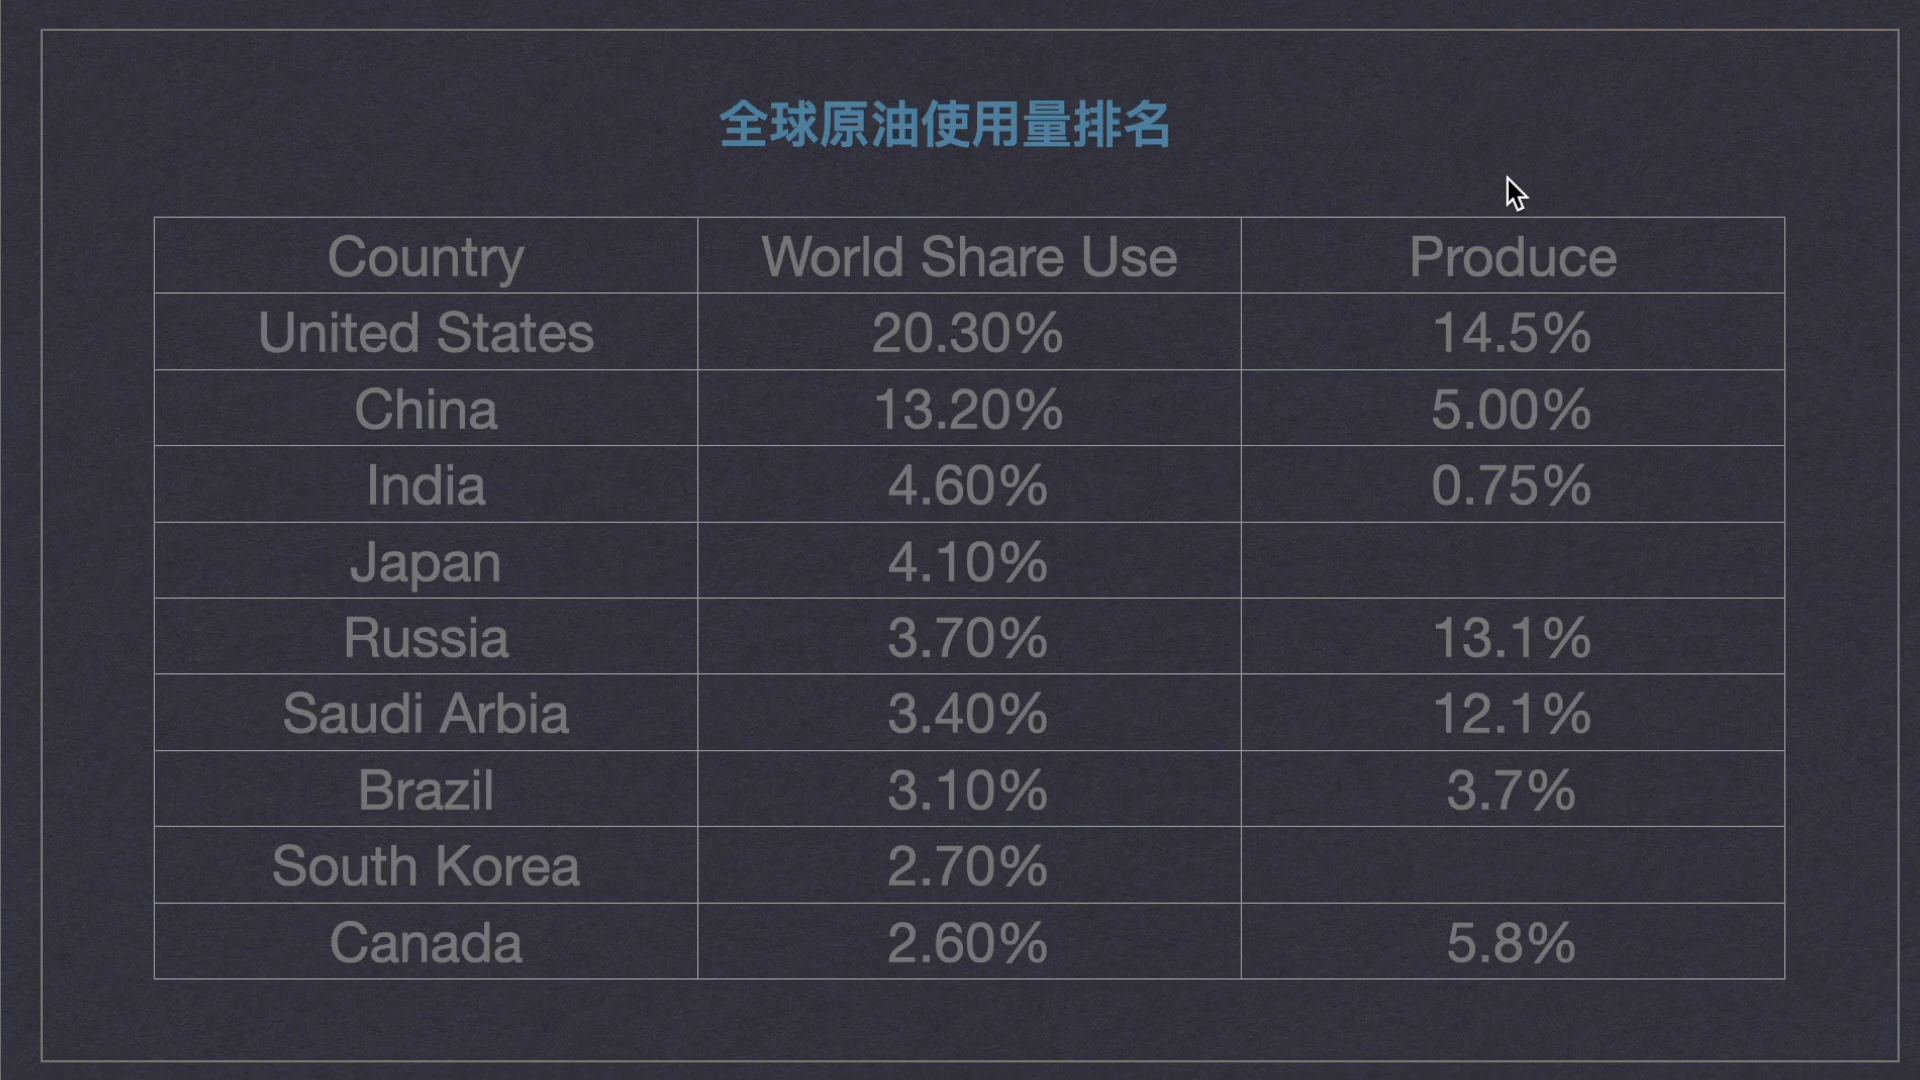 全球原油使用量排名
Country World Share Use Produce
United States 20.30% 14.5%
China 13.20% 5.00%
India 4.60% 0.75%
Japan 4.10%
Russia 3.70% 13.1%
Saudi Arbia 3.40% 12.1%
Brazil 3.10% 3.7%
South Korea 2.70%
Canada 2.60% 5.8%